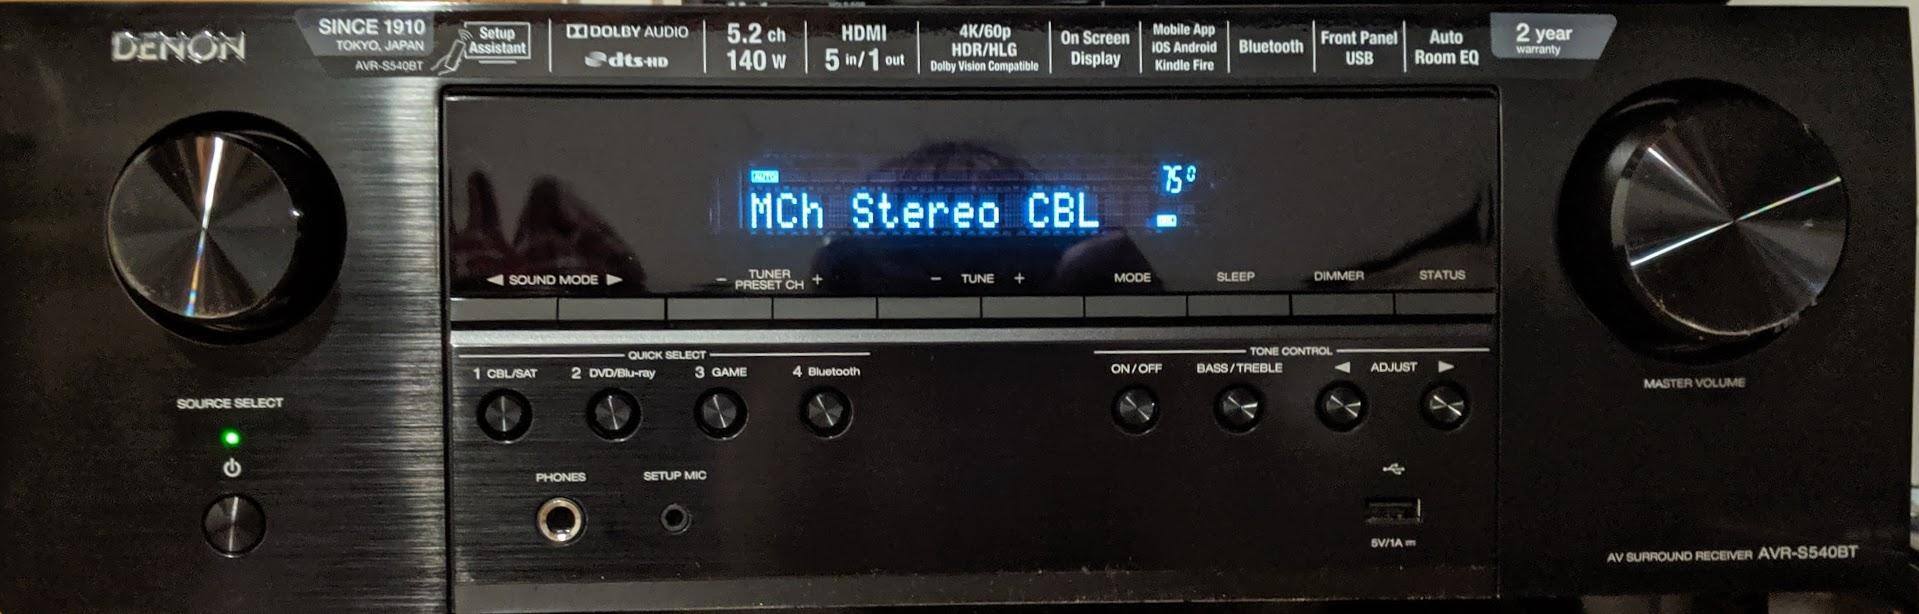 DENON
SINCE 1910
TOKYO, JAPAN
AVR-S540BT
Setup
Assistant
DOLBY AUDIO
dts-HD
5.2 ch
140 W
HDMI
5 in/1 out
4K/60p
HDR/HLG
Dolby Vision Compatible
On Screen
Display
Mobile App
iOS Android
Kindle Fire
Bluetooth
Front Panel
USB
Auto
Room EQ
2 year
warranty
75⁰
MCh Stereo CBL
◀ SOUND MODE ▶
− TUNER +
PRESET CH
− TUNE +
MODE
SLEEP
DIMMER
STATUS
QUICK SELECT
1 CBL/SAT
2 DVD/Blu-ray
3 GAME
4 Bluetooth
TONE CONTROL
ON/OFF
BASS/TREBLE
◀ ADJUST ▶
SOURCE SELECT
MASTER VOLUME
PHONES
SETUP MIC
5V/1A
AV SURROUND RECEIVER AVR-S540BT